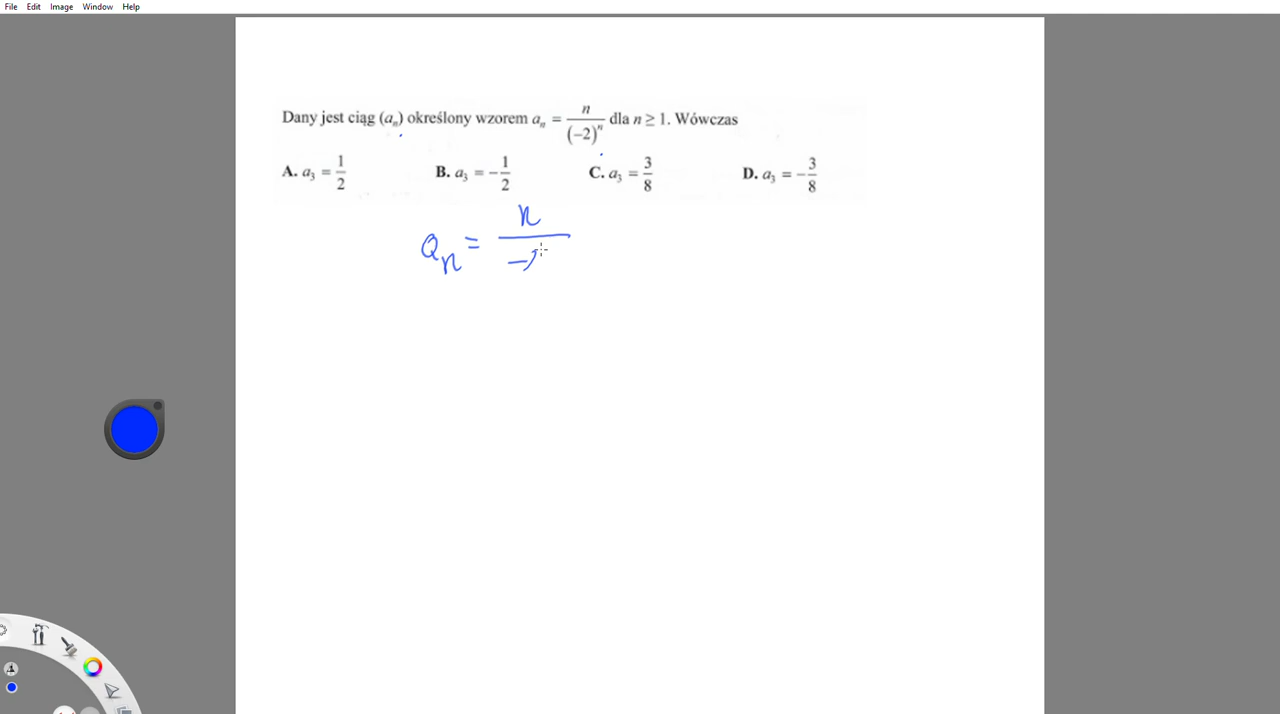 File Edit Image Window Help
Dany jest ciąg (aₙ) określony wzorem aₙ = n/(−2)ⁿ dla n ≥ 1. Wówczas
A. a₃ = 1/2 B. a₃ = −1/2 C. a₃ = 3/8 D. a₃ = −3/8
aₙ = n/−